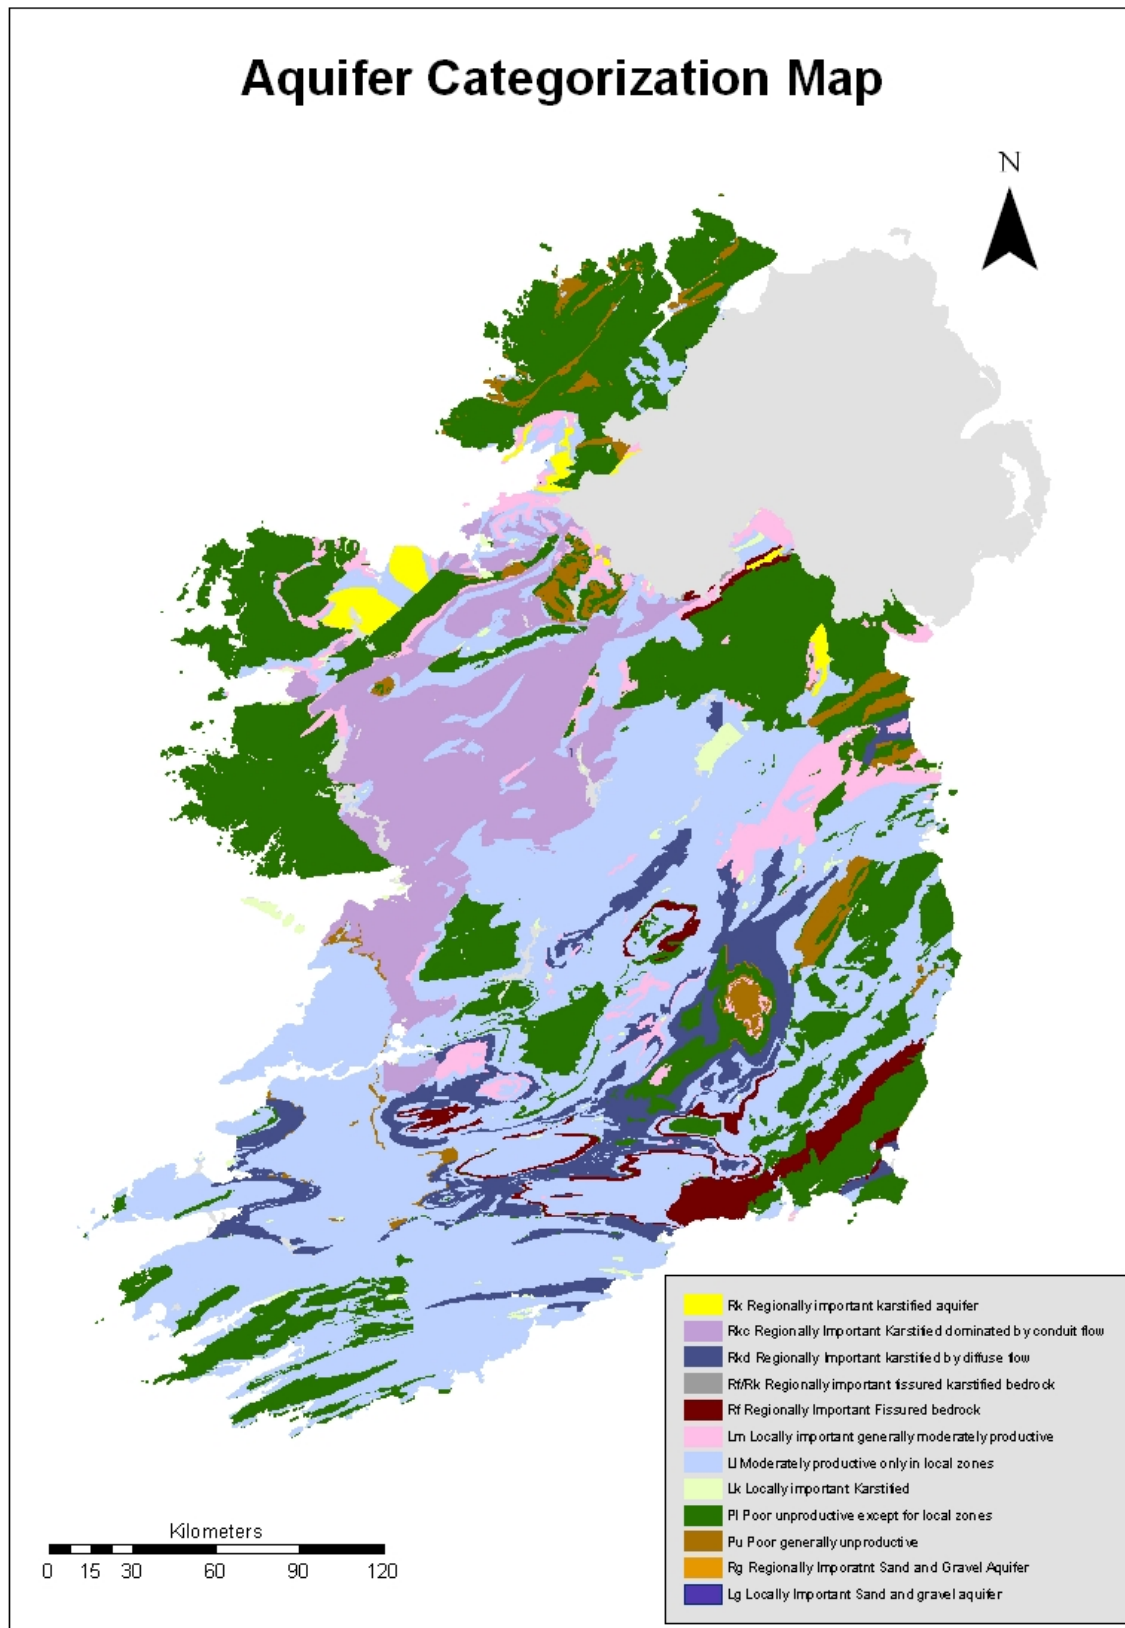 Aquifer Categorization Map
N
Rk Regionally important karstified aquifer
Rkc Regionally Important Karstified dominated by conduit flow
Rkd Regionally Important karstified by diffuse flow
Rf/Rk Regionally important fissured karstified bedrock
Rf Regionally Important Fissured bedrock
Lm Locally important generally moderately productive
Ll Moderately productive only in local zones
Lk Locally important Karstified
Pl Poor unproductive except for local zones
Pu Poor generally unproductive
Rg Regionally Imporatnt Sand and Gravel Aquifer
Lg Locally Important Sand and gravel aquifer
Kilometers
0 15 30 60 90 120